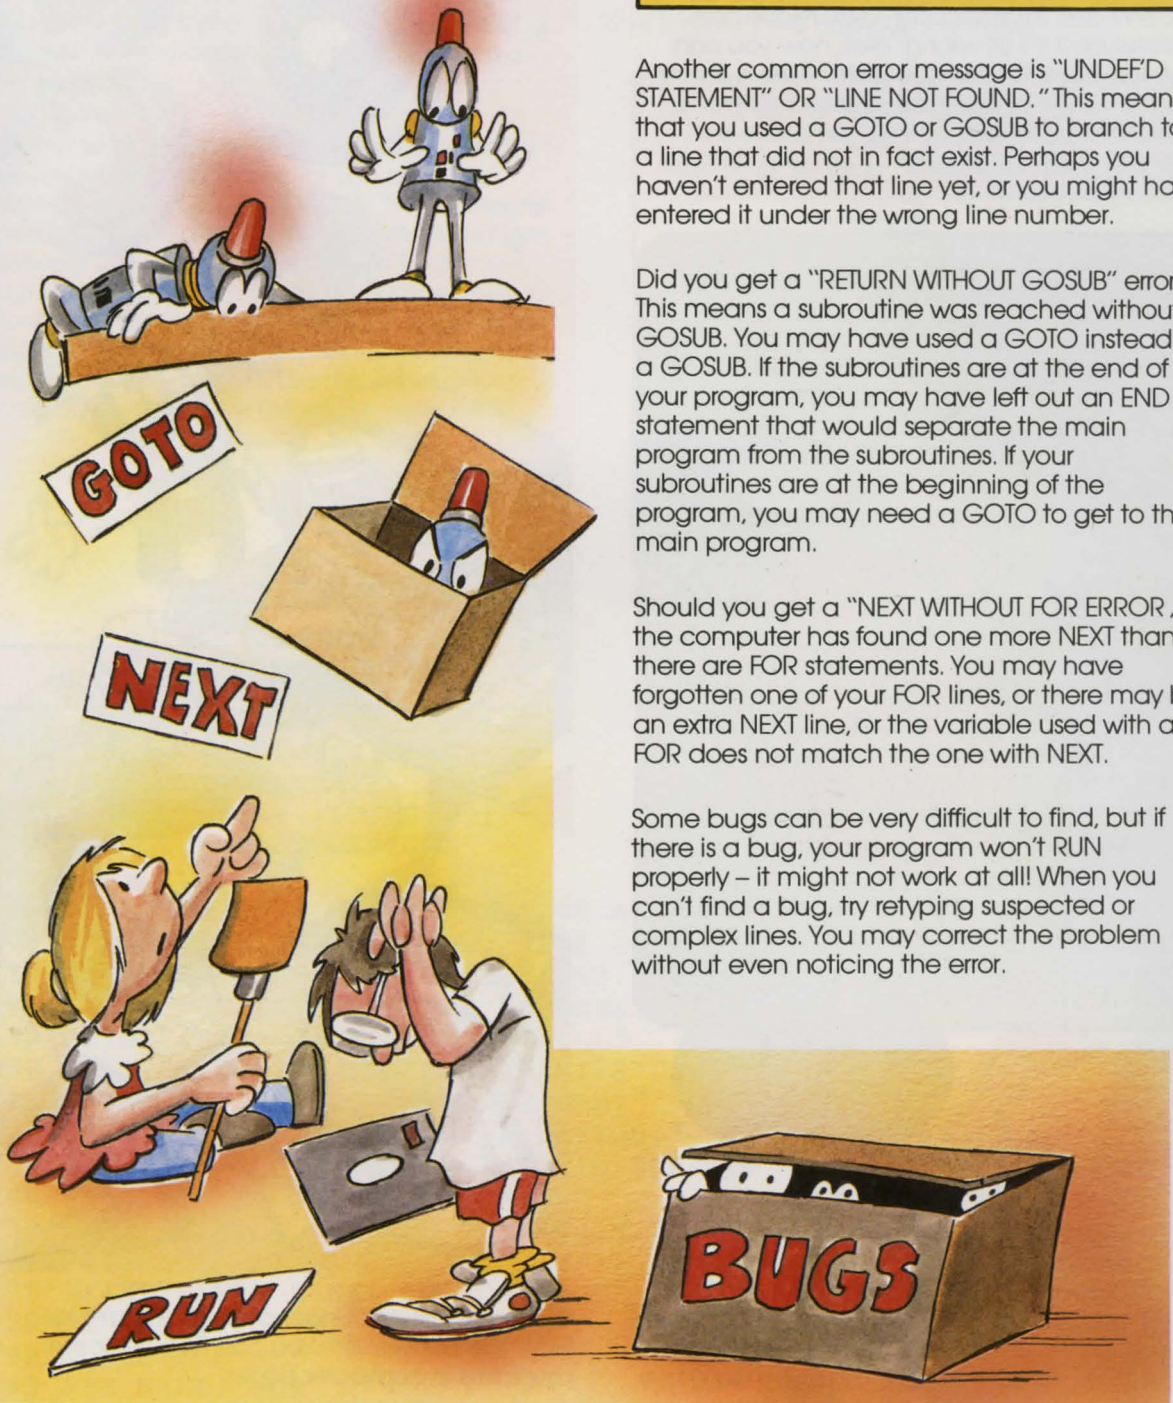 Another common error message is "UNDEF'D
STATEMENT" OR "LINE NOT FOUND." This mean
that you used a GOTO or GOSUB to branch to
a line that did not in fact exist. Perhaps you
haven't entered that line yet, or you might ha
entered it under the wrong line number.
Did you get a "RETURN WITHOUT GOSUB" error
This means a subroutine was reached withou
GOSUB. You may have used a GOTO instead
a GOSUB. If the subroutines are at the end of
your program, you may have left out an END
statement that would separate the main
program from the subroutines. If your
subroutines are at the beginning of the
program, you may need a GOTO to get to th
main program.
Should you get a "NEXT WITHOUT FOR ERROR
the computer has found one more NEXT than
there are FOR statements. You may have
forgotten one of your FOR lines, or there may
an extra NEXT line, or the variable used with a
FOR does not match the one with NEXT.
Some bugs can be very difficult to find, but if
there is a bug, your program won't RUN
properly – it might not work at all! When you
can't find a bug, try retyping suspected or
complex lines. You may correct the problem
without even noticing the error.
GOTO
NEXT
RUN
BUGS